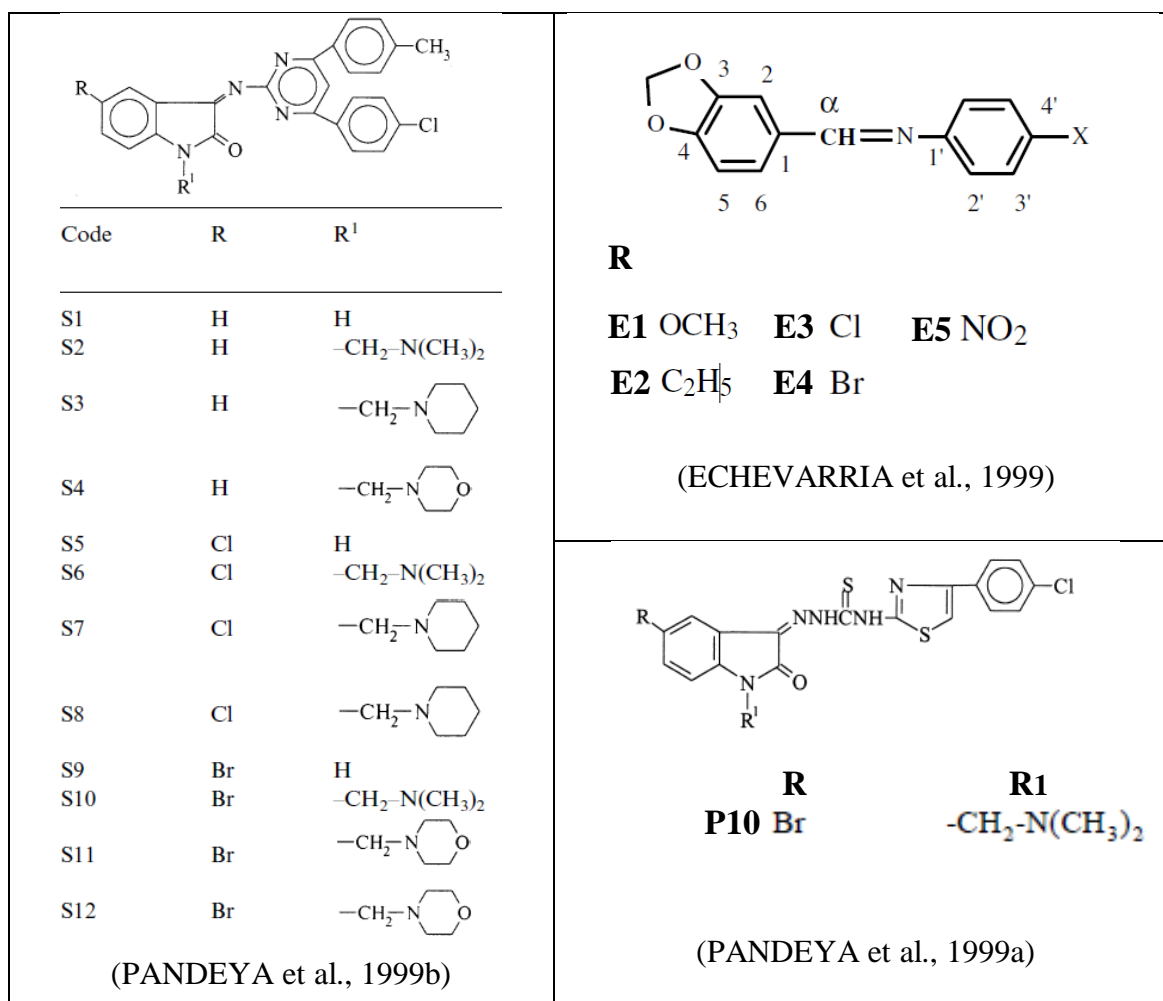 CH3
R
N
N
N
Cl
N
O
R1
Code R R1
S1 H H
S2 H –CH2–N(CH3)2
S3 H —CH2—N
S4 H —CH2—N O
S5 Cl H
S6 Cl –CH2–N(CH3)2
S7 Cl —CH2—N
S8 Cl —CH2—N
S9 Br H
S10 Br –CH2–N(CH3)2
S11 Br —CH2—N O
S12 Br —CH2—N O
(PANDEYA et al., 1999b)
O 3 2
α 4'
O CH N X
4 1 1'
5 6 2' 3'
R
E1 OCH3 E3 Cl E5 NO2
E2 C2H5 E4 Br
(ECHEVARRIA et al., 1999)
S N Cl
R N-NHCNH
S
N O
R1
R R1
P10 Br -CH2-N(CH3)2
(PANDEYA et al., 1999a)